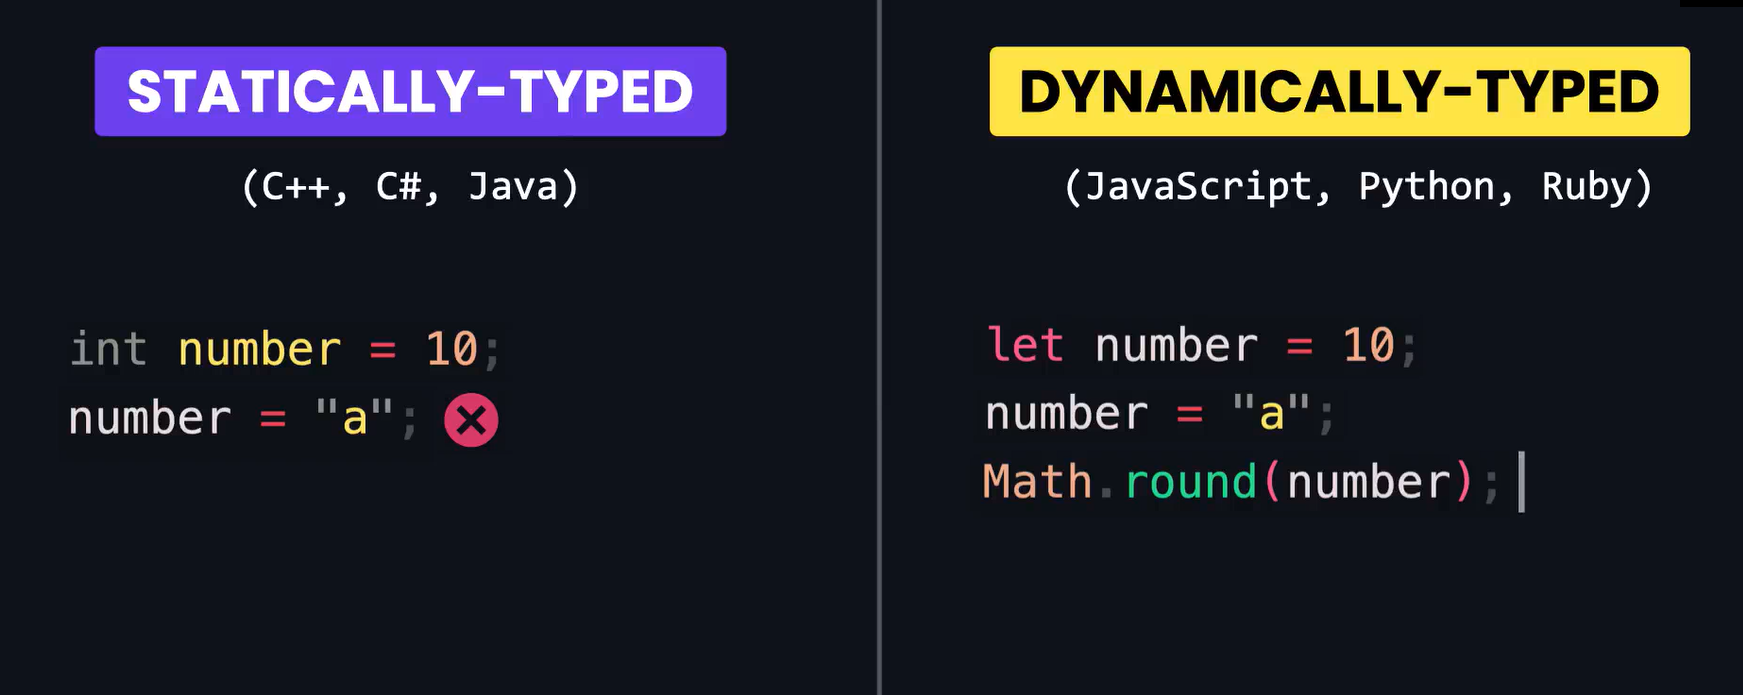 STATICALLY-TYPED
(C++, C#, Java)
int number = 10;
number = "a";
DYNAMICALLY-TYPED
(JavaScript, Python, Ruby)
let number = 10;
number = "a";
Math.round(number);